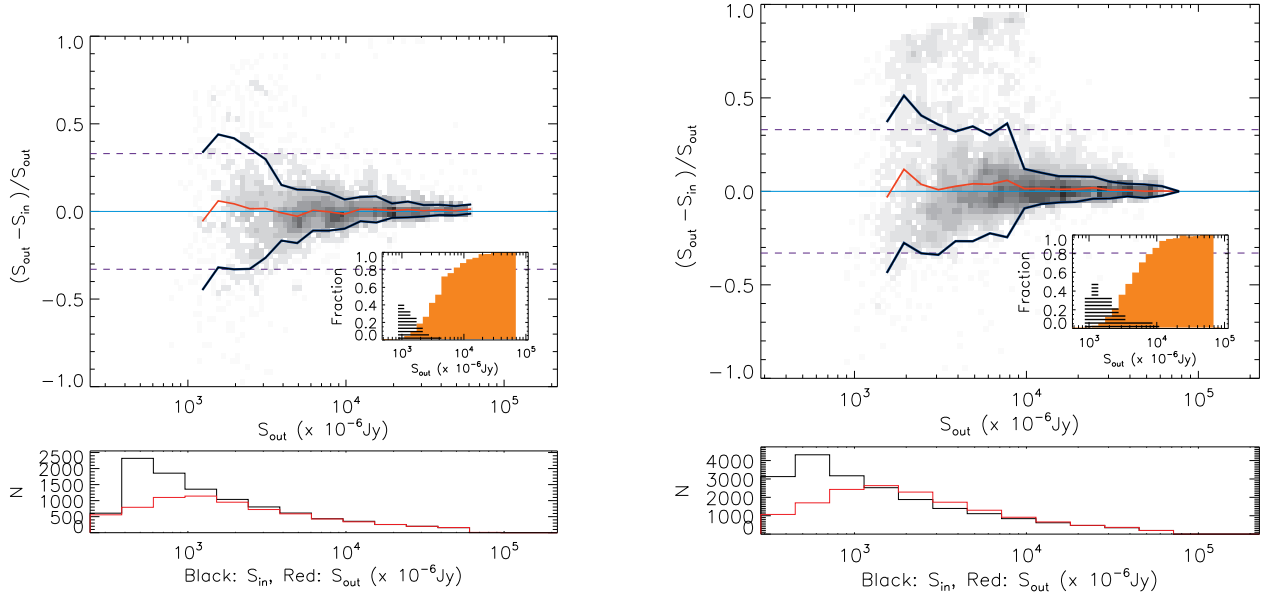 1.0
0.5
0.0
−0.5
−1.0
(S_out − S_in)/S_out
10^3 10^4 10^5
S_out (x 10^-6Jy)
1.0
0.8
0.6
0.4
0.2
0.0
Fraction
10^3 10^4 10^5
S_out (x 10^-6Jy)
2500
2000
1500
1000
500
0
N
10^3 10^4 10^5
Black: S_in, Red: S_out (x 10^-6Jy)
1.0
0.5
0.0
−0.5
−1.0
(S_out − S_in)/S_out
10^3 10^4 10^5
S_out (x 10^-6Jy)
1.0
0.8
0.6
0.4
0.2
0.0
Fraction
10^3 10^4 10^5
S_out (x 10^-6Jy)
4000
3000
2000
1000
0
N
10^3 10^4 10^5
Black: S_in, Red: S_out (x 10^-6Jy)